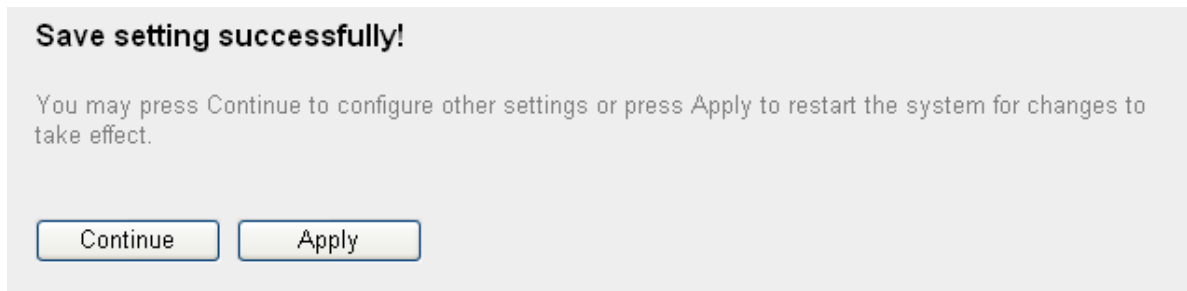 Save setting successfully!
You may press Continue to configure other settings or press Apply to restart the system for changes to
take effect.
Continue Apply